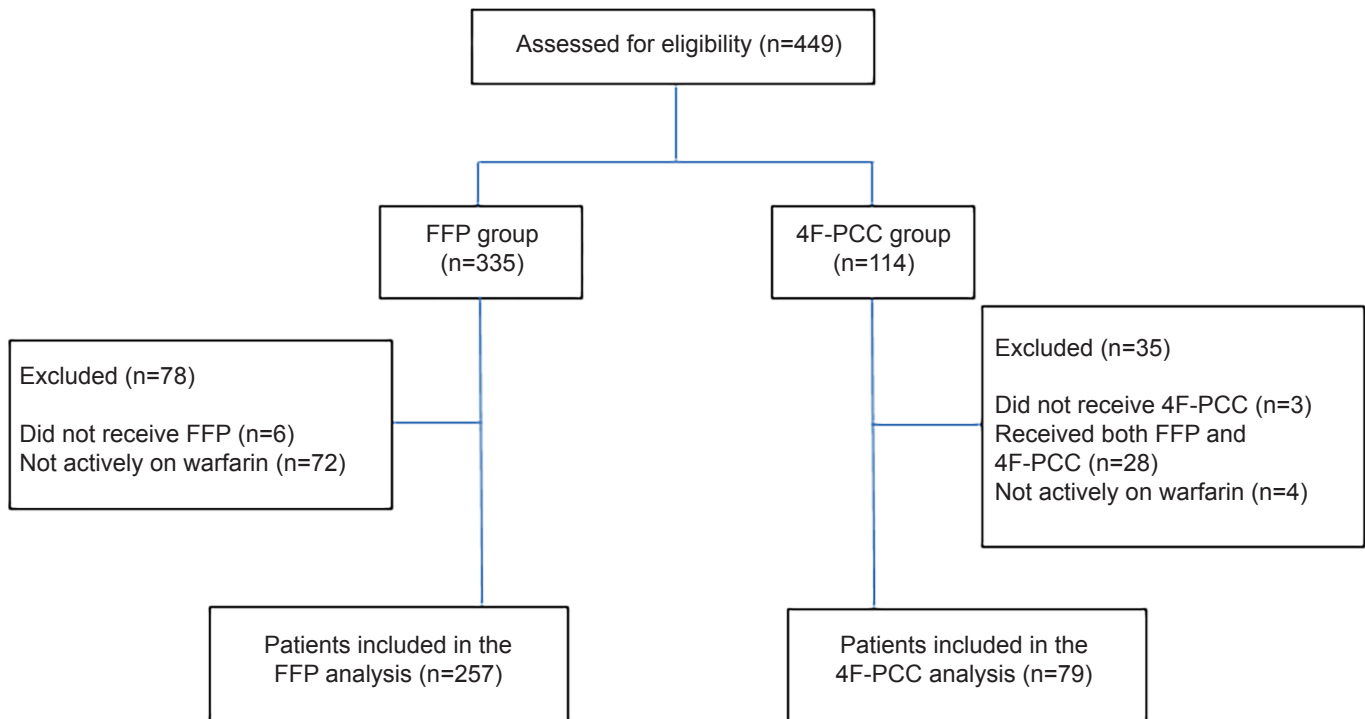 Assessed for eligibility (n=449)
FFP group
(n=335)
4F-PCC group
(n=114)
Excluded (n=78)
Did not receive FFP (n=6)
Not actively on warfarin (n=72)
Excluded (n=35)
Did not receive 4F-PCC (n=3)
Received both FFP and
4F-PCC (n=28)
Not actively on warfarin (n=4)
Patients included in the
FFP analysis (n=257)
Patients included in the
4F-PCC analysis (n=79)